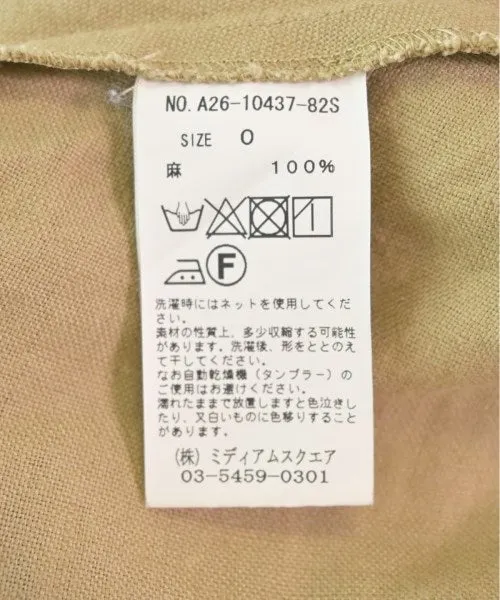 NO. A26-10437-82S
SIZE 0
麻 100%
F
洗濯時にはネットを使用してくだ
さい。
素材の性質上、多少収縮する可能性
があります。洗濯後、形をととのえ
て干してください。
なお自動乾燥機（タンブラー）の
ご使用はお避けください。
濡れたままで放置しますと色泣きし
たり、又白いものに色移りすること
があります。
（株）ミディアムスクエア
03-5459-0301